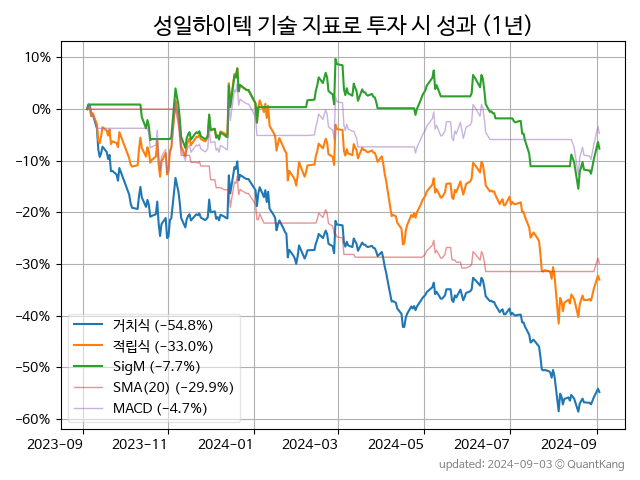 성일하이텍 기술 지표로 투자 시 성과 (1년)
10%
0%
−10%
−20%
−30%
−40%
−50%
−60%
거치식 (−54.8%)
적립식 (−33.0%)
SigM (−7.7%)
SMA(20) (−29.9%)
MACD (−4.7%)
2023-09 2023-11 2024-01 2024-03 2024-05 2024-07 2024-09
updated: 2024-09-03 © QuantKang